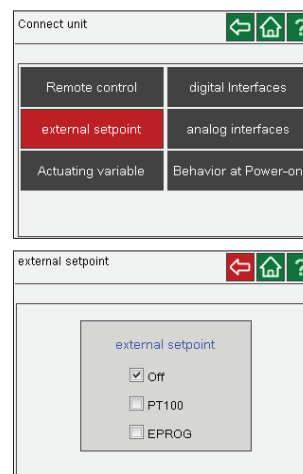 Connect unit
?
Remote control
digital Interfaces
external setpoint
analog interfaces
Actuating variable
Behavior at Power-on
external setpoint
?
external setpoint
Off
PT100
EPROG